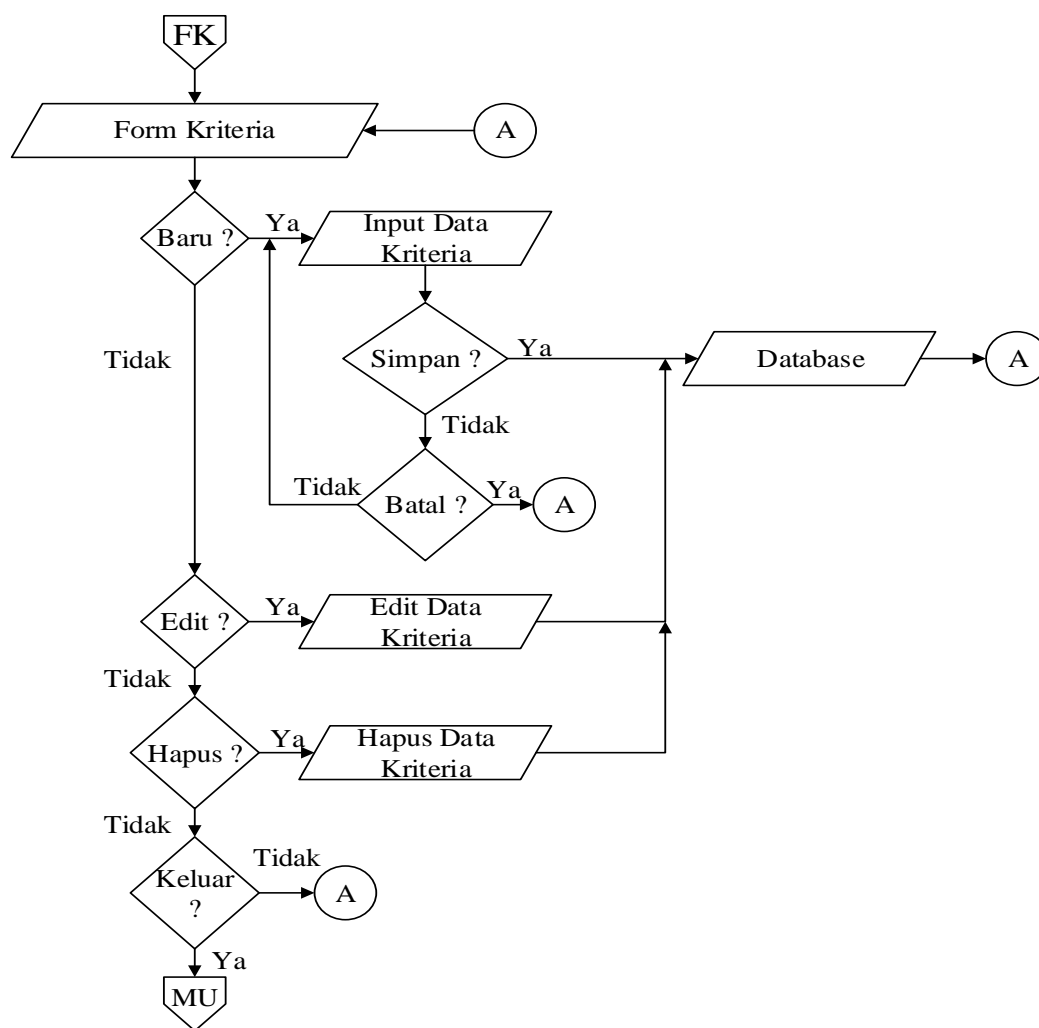 FK
Form Kriteria
A
Baru ?
Ya
Input Data
Kriteria
Tidak
Simpan ?
Ya
Database
A
Tidak
Tidak
Batal ?
Ya
A
Edit ?
Ya
Edit Data
Kriteria
Tidak
Hapus ?
Ya
Hapus Data
Kriteria
Tidak
Keluar
?
Tidak
A
Ya
MU